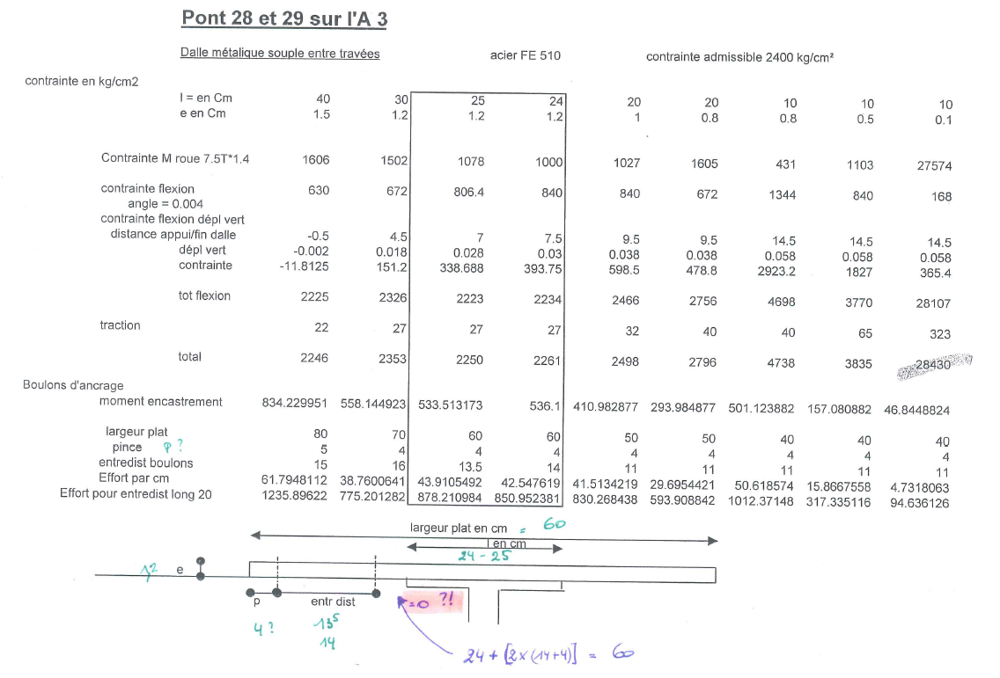 Pont 28 et 29 sur l'A 3
Dalle métalique souple entre travées acier FE 510 contrainte admissible 2400 kg/cm²
contrainte en kg/cm2
l = en Cm 40 30 25 24 20 20 10 10 10
e en Cm 1.5 1.2 1.2 1.2 1 0.8 0.8 0.5 0.1
Contrainte M roue 7.5T*1.4 1606 1502 1078 1000 1027 1605 431 1103 27574
contrainte flexion 630 672 806.4 840 840 672 1344 840 168
angle = 0.004
contrainte flexion dépl vert
distance appui/fin dalle -0.5 4.5 7 7.5 9.5 9.5 14.5 14.5 14.5
dépl vert -0.002 0.018 0.028 0.03 0.038 0.038 0.058 0.058 0.058
contrainte -11.8125 151.2 338.688 393.75 598.5 478.8 2923.2 1827 365.4
tot flexion 2225 2326 2223 2234 2466 2756 4698 3770 28107
traction 22 27 27 27 32 40 40 65 323
total 2246 2353 2250 2261 2498 2796 4738 3835 28430
Boulons d'ancrage
moment encastrement 834.229951 558.144923 533.513173 536.1 410.982877 293.984877 501.123882 157.080882 46.8448824
largeur plat 80 70 60 60 50 50 40 40 40
pince p ? 5 4 4 4 4 4 4 4 4
entredist boulons 15 16 13.5 14 11 11 11 11 11
Effort par cm 61.7948112 38.7600641 43.9105492 42.547619 41.5134219 29.6954421 50.618574 15.8667558 4.7318063
Effort pour entredist long 20 1235.89622 775.201282 878.210984 850.952381 830.268438 593.908842 1012.37148 317.335116 94.636126
largeur plat en cm = 60
l en cm
24 - 25
1,2 e
p entr dist =0 ?!
4 ? 13⁵
14
24 + [2x(14+4)] = 60